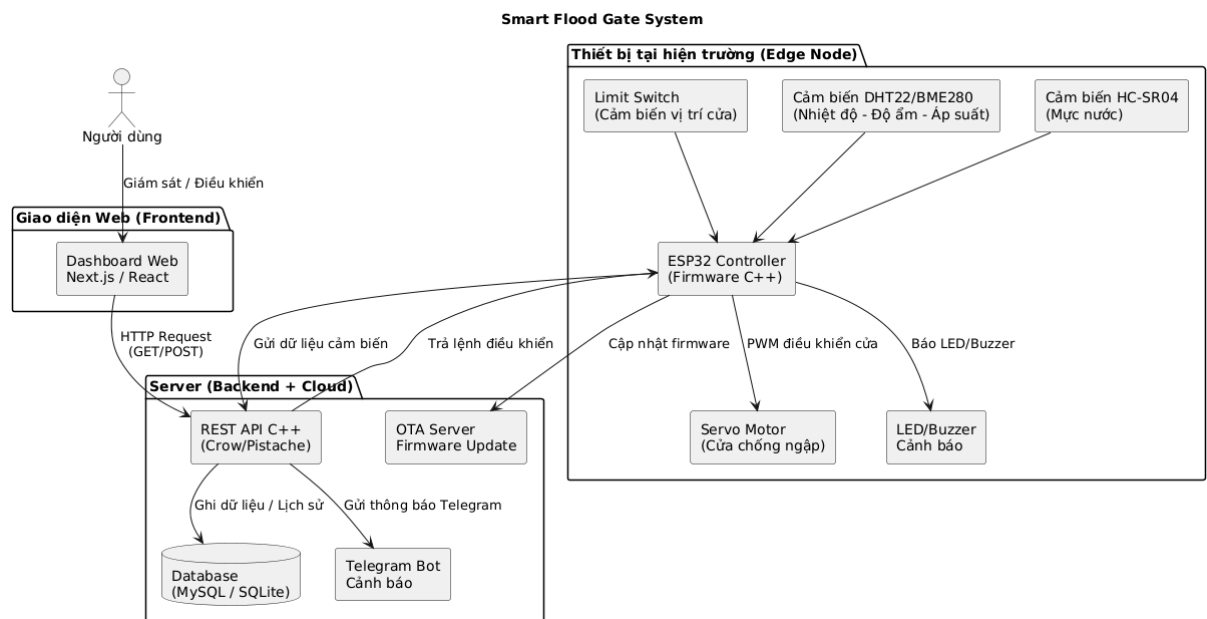 Smart Flood Gate System
Thiết bị tại hiện trường (Edge Node)
Limit Switch
(Cảm biến vị trí cửa)
Cảm biến DHT22/BME280
(Nhiệt độ - Độ ẩm - Áp suất)
Cảm biến HC-SR04
(Mực nước)
Người dùng
Giám sát / Điều khiển
Giao diện Web (Frontend)
Dashboard Web
Next.js / React
ESP32 Controller
(Firmware C++)
HTTP Request
(GET/POST)
Gửi dữ liệu cảm biến
Trả lệnh điều khiển
Cập nhật firmware
PWM điều khiển cửa
Báo LED/Buzzer
Server (Backend + Cloud)
REST API C++
(Crow/Pistache)
OTA Server
Firmware Update
Servo Motor
(Cửa chống ngập)
LED/Buzzer
Cảnh báo
Ghi dữ liệu / Lịch sử
Gửi thông báo Telegram
Database
(MySQL / SQLite)
Telegram Bot
Cảnh báo